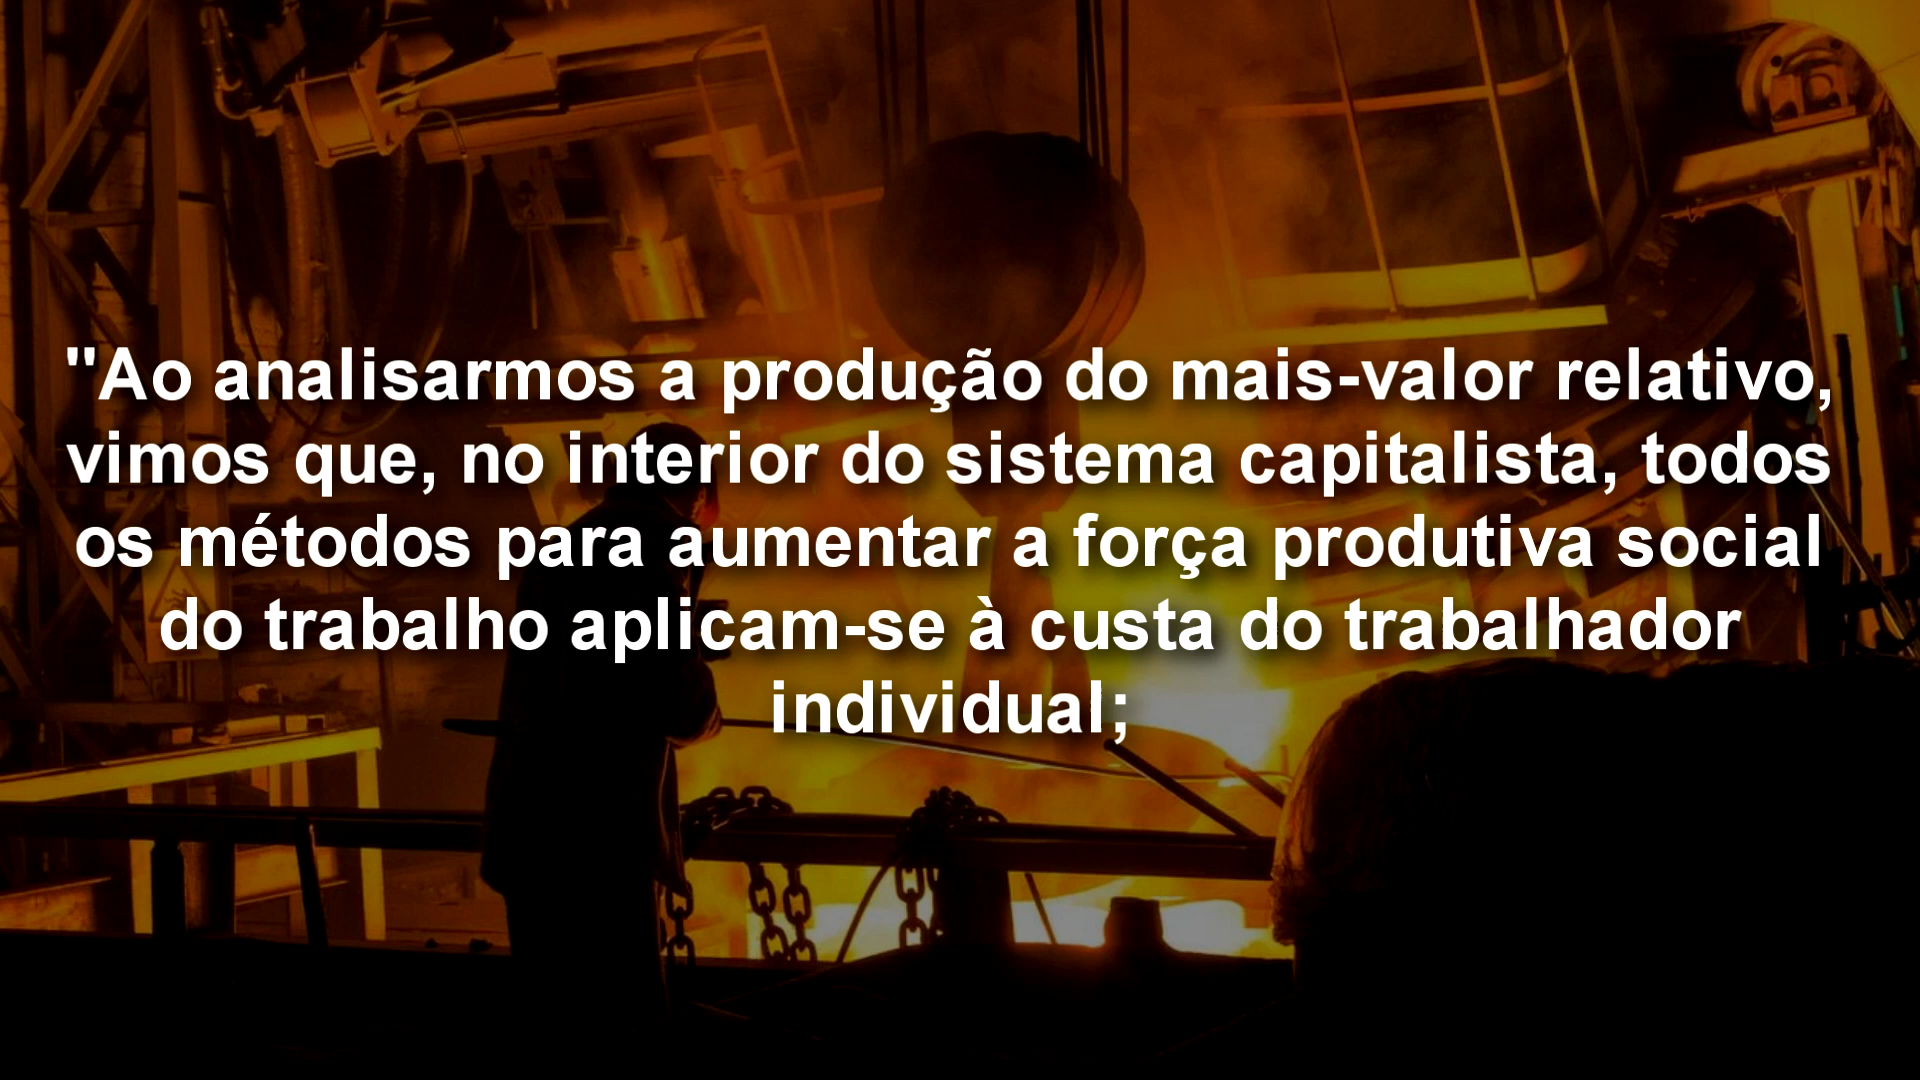 "Ao analisarmos a produção do mais-valor relativo,
vimos que, no interior do sistema capitalista, todos
os métodos para aumentar a força produtiva social
do trabalho aplicam-se à custa do trabalhador
individual;